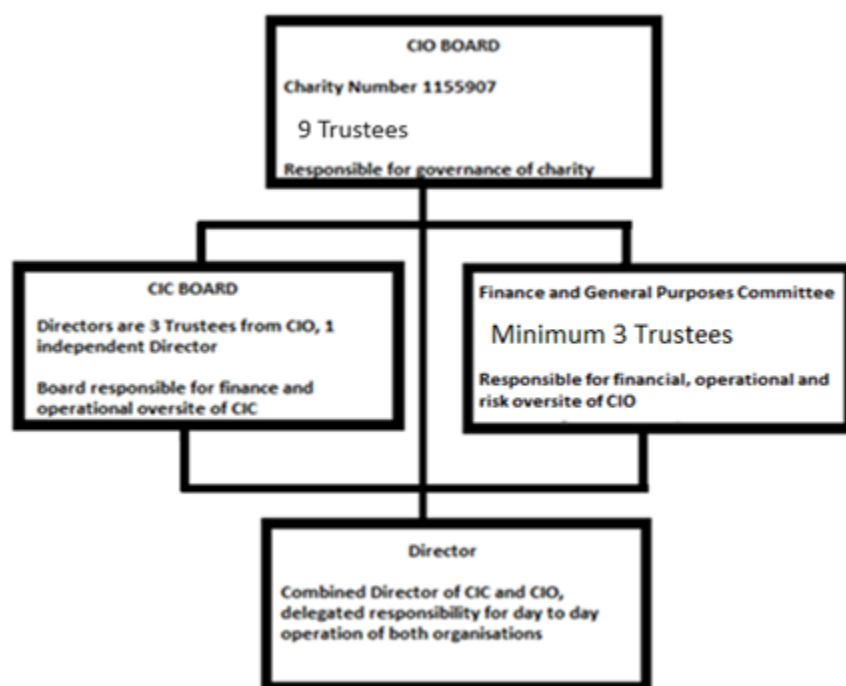 CIO BOARD
Charity Number 1155907
9 Trustees
Responsible for governance of charity
CIC BOARD
Directors are 3 Trustees from CIO, 1
independent Director
Board responsible for finance and
operational oversite of CIC
Finance and General Purposes Committee
Minimum 3 Trustees
Responsible for financial, operational and
risk oversite of CIO
Director
Combined Director of CIC and CIO,
delegated responsibility for day to day
operation of both organisations